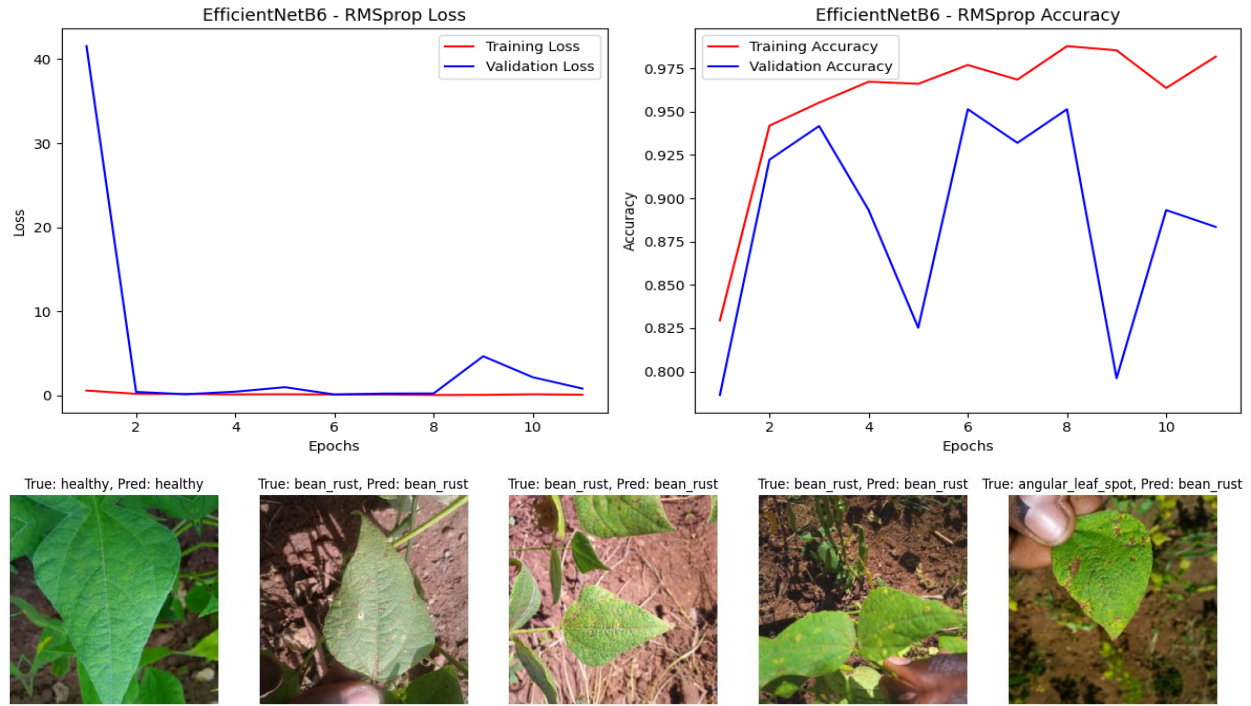 EfficientNetB6 - RMSprop Loss
Training Loss
Validation Loss
40
30
20
10
0
Loss
2
4
6
8
10
Epochs
EfficientNetB6 - RMSprop Accuracy
Training Accuracy
Validation Accuracy
0.975
0.950
0.925
0.900
0.875
0.850
0.825
0.800
Accuracy
2
4
6
8
10
Epochs
True: healthy, Pred: healthy
True: bean_rust, Pred: bean_rust
True: bean_rust, Pred: bean_rust
True: bean_rust, Pred: bean_rust
True: angular_leaf_spot, Pred: bean_rust